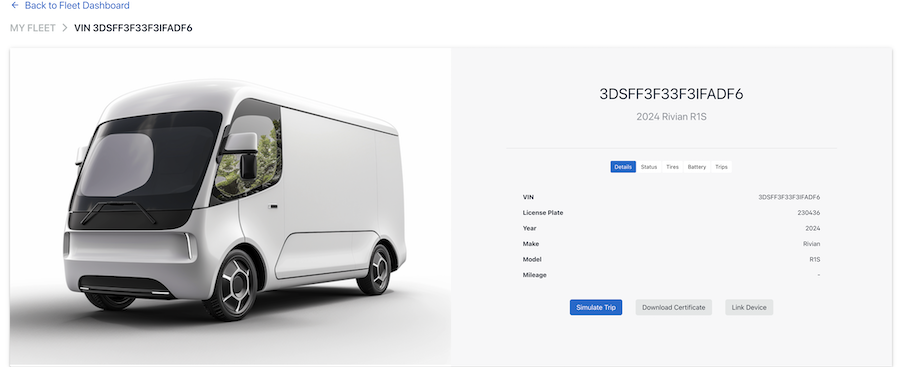 ← Back to Fleet Dashboard
MY FLEET > VIN 3DSFF3F33F3IFADF6
3DSFF3F33F3IFADF6
2024 Rivian R1S
Details Status Tires Battery Trips
VIN 3DSFF3F33F3IFADF6
License Plate 230436
Year 2024
Make Rivian
Model R1S
Mileage –
Simulate Trip Download Certificate Link Device